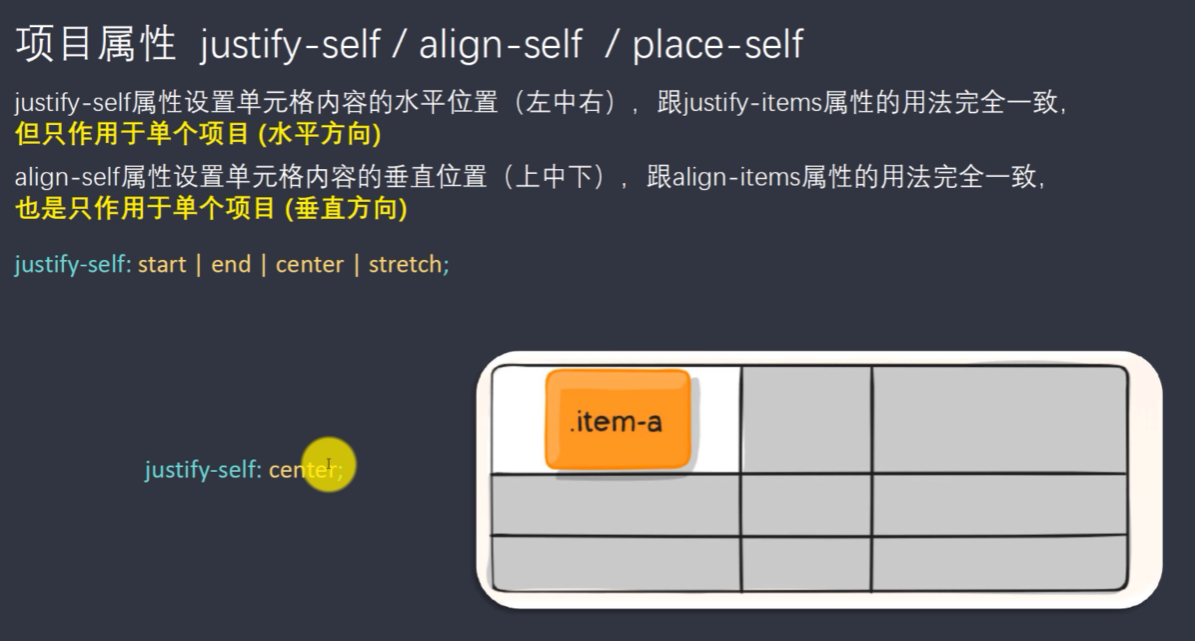 项目属性 justify-self / align-self / place-self
justify-self属性设置单元格内容的水平位置（左中右），跟justify-items属性的用法完全一致，
但只作用于单个项目 (水平方向)
align-self属性设置单元格内容的垂直位置（上中下），跟align-items属性的用法完全一致，
也是只作用于单个项目 (垂直方向)
justify-self: start | end | center | stretch;
.item-a
justify-self: center;